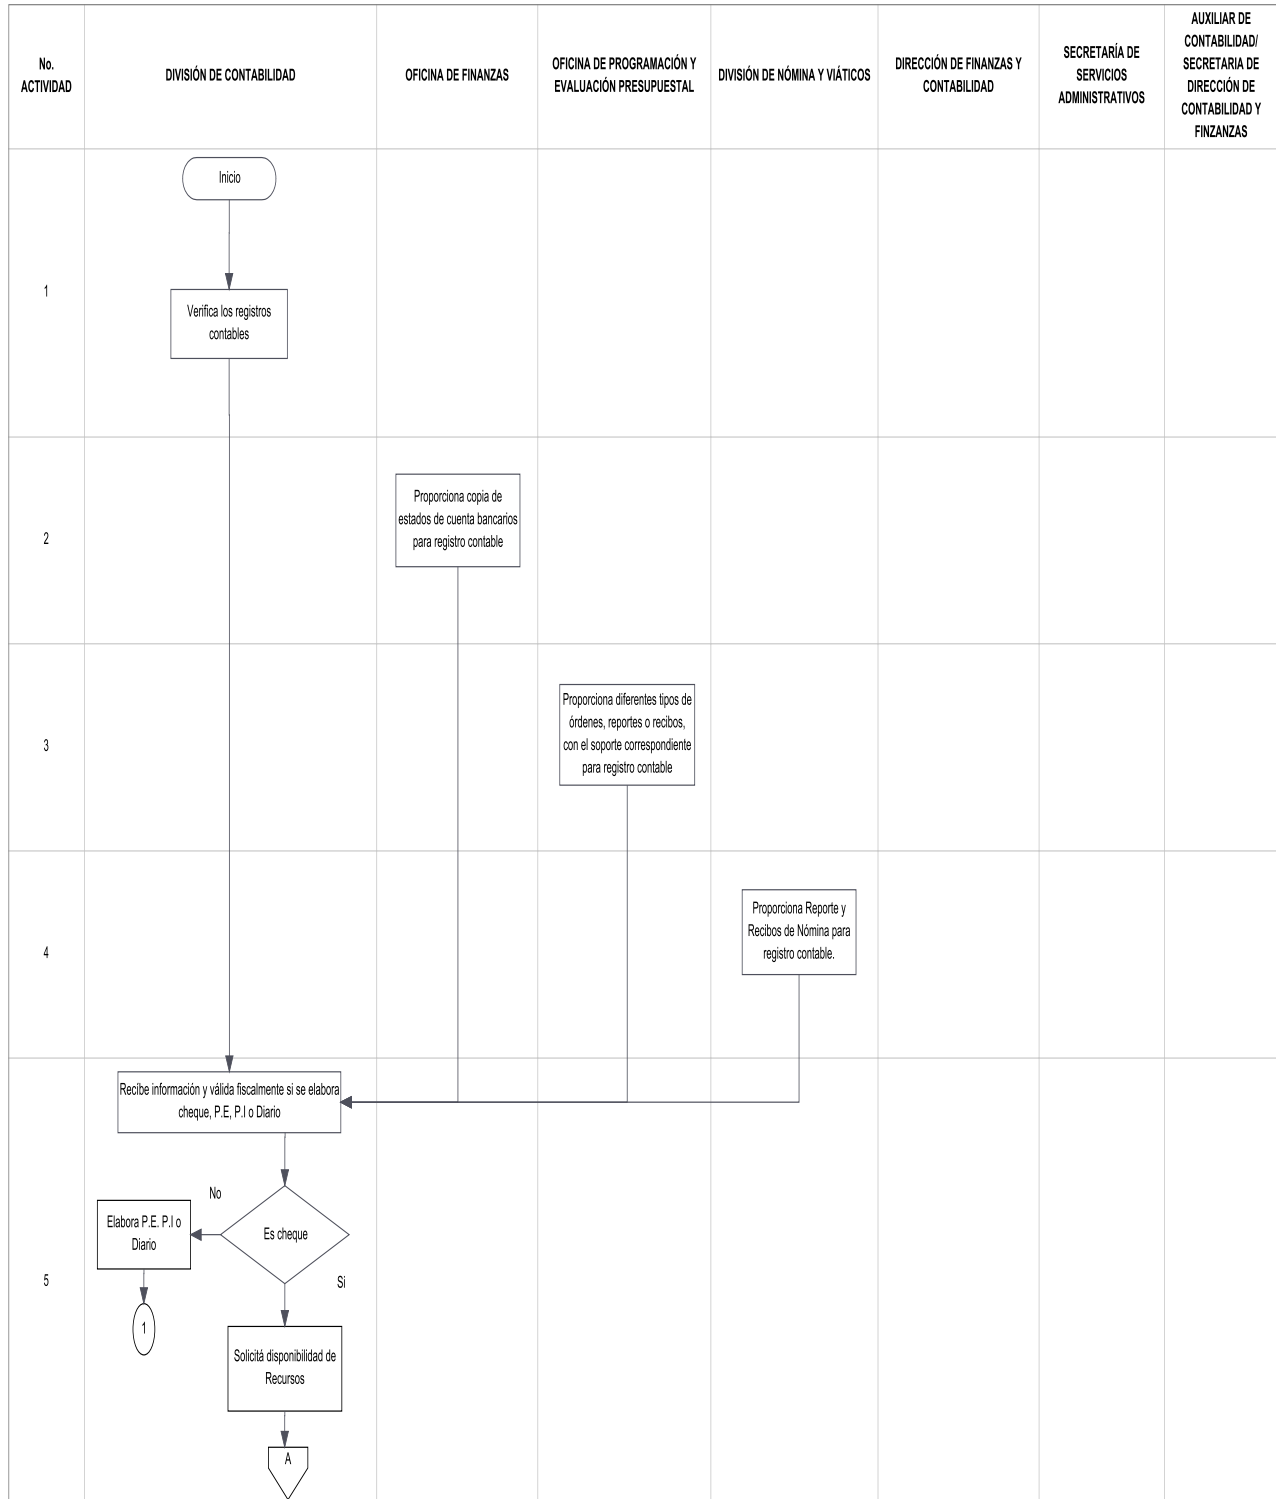 No.
ACTIVIDAD
DIVISIÓN DE CONTABILIDAD
OFICINA DE FINANZAS
OFICINA DE PROGRAMACIÓN Y
EVALUACIÓN PRESUPUESTAL
DIVISIÓN DE NÓMINA Y VIÁTICOS
DIRECCIÓN DE FINANZAS Y
CONTABILIDAD
SECRETARÍA DE
SERVICIOS
ADMINISTRATIVOS
AUXILIAR DE
CONTABILIDAD/
SECRETARIA DE
DIRECCIÓN DE
CONTABILIDAD Y
FINZANZAS
Inicio
1
Verifica los registros
contables
2
Proporciona copia de
estados de cuenta bancarios
para registro contable
3
Proporciona diferentes tipos de
órdenes, reportes o recibos,
con el soporte correspondiente
para registro contable
4
Proporciona Reporte y
Recibos de Nómina para
registro contable.
Recíbe información y válida fiscalmente si se elabora
cheque, P.E, P.I o Diario
No
Elabora P.E. P.I o
Diario
Es cheque
5
Si
1
Solicitá disponibilidad de
Recursos
A